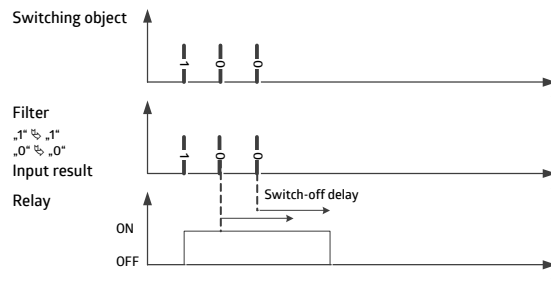 Switching object
1 0 0
Filter
„1“ ⇘ „1“
„0“ ⇘ „0“
Input result
1 0 0
Relay
Switch-off delay
ON
OFF